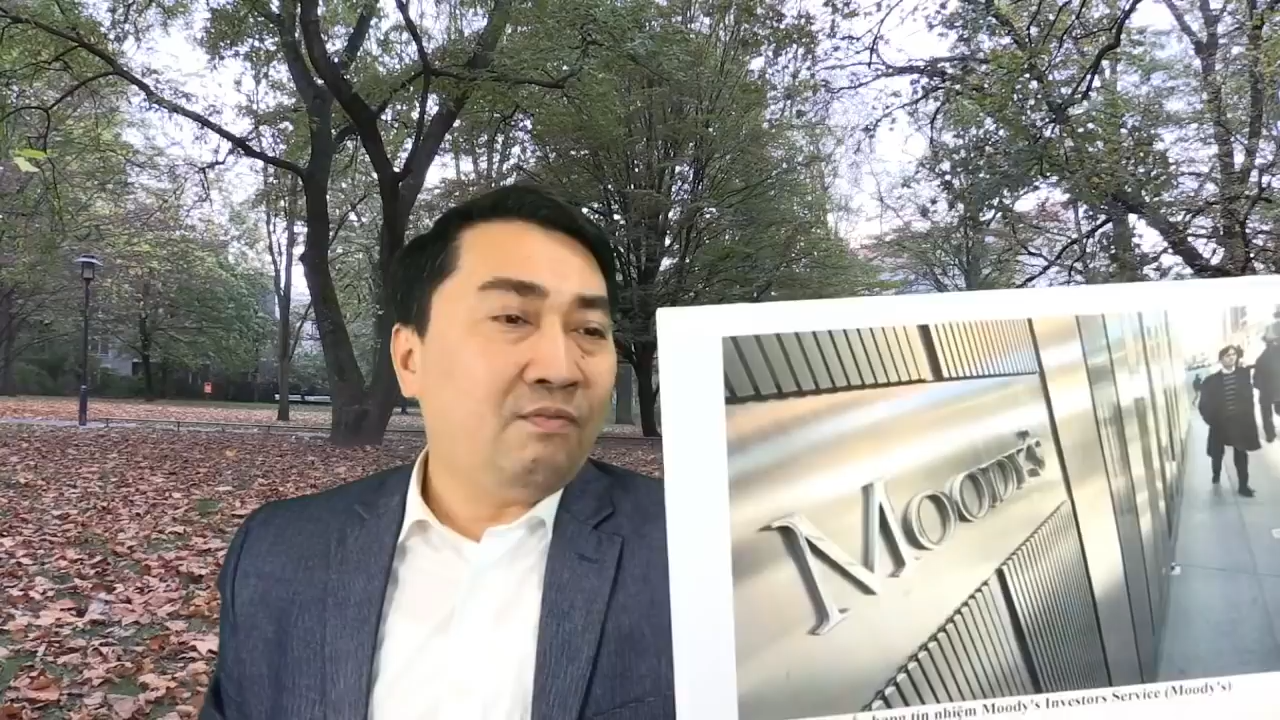 Moody's
hạng tín nhiệm Moody's Investors Service (Moody's)